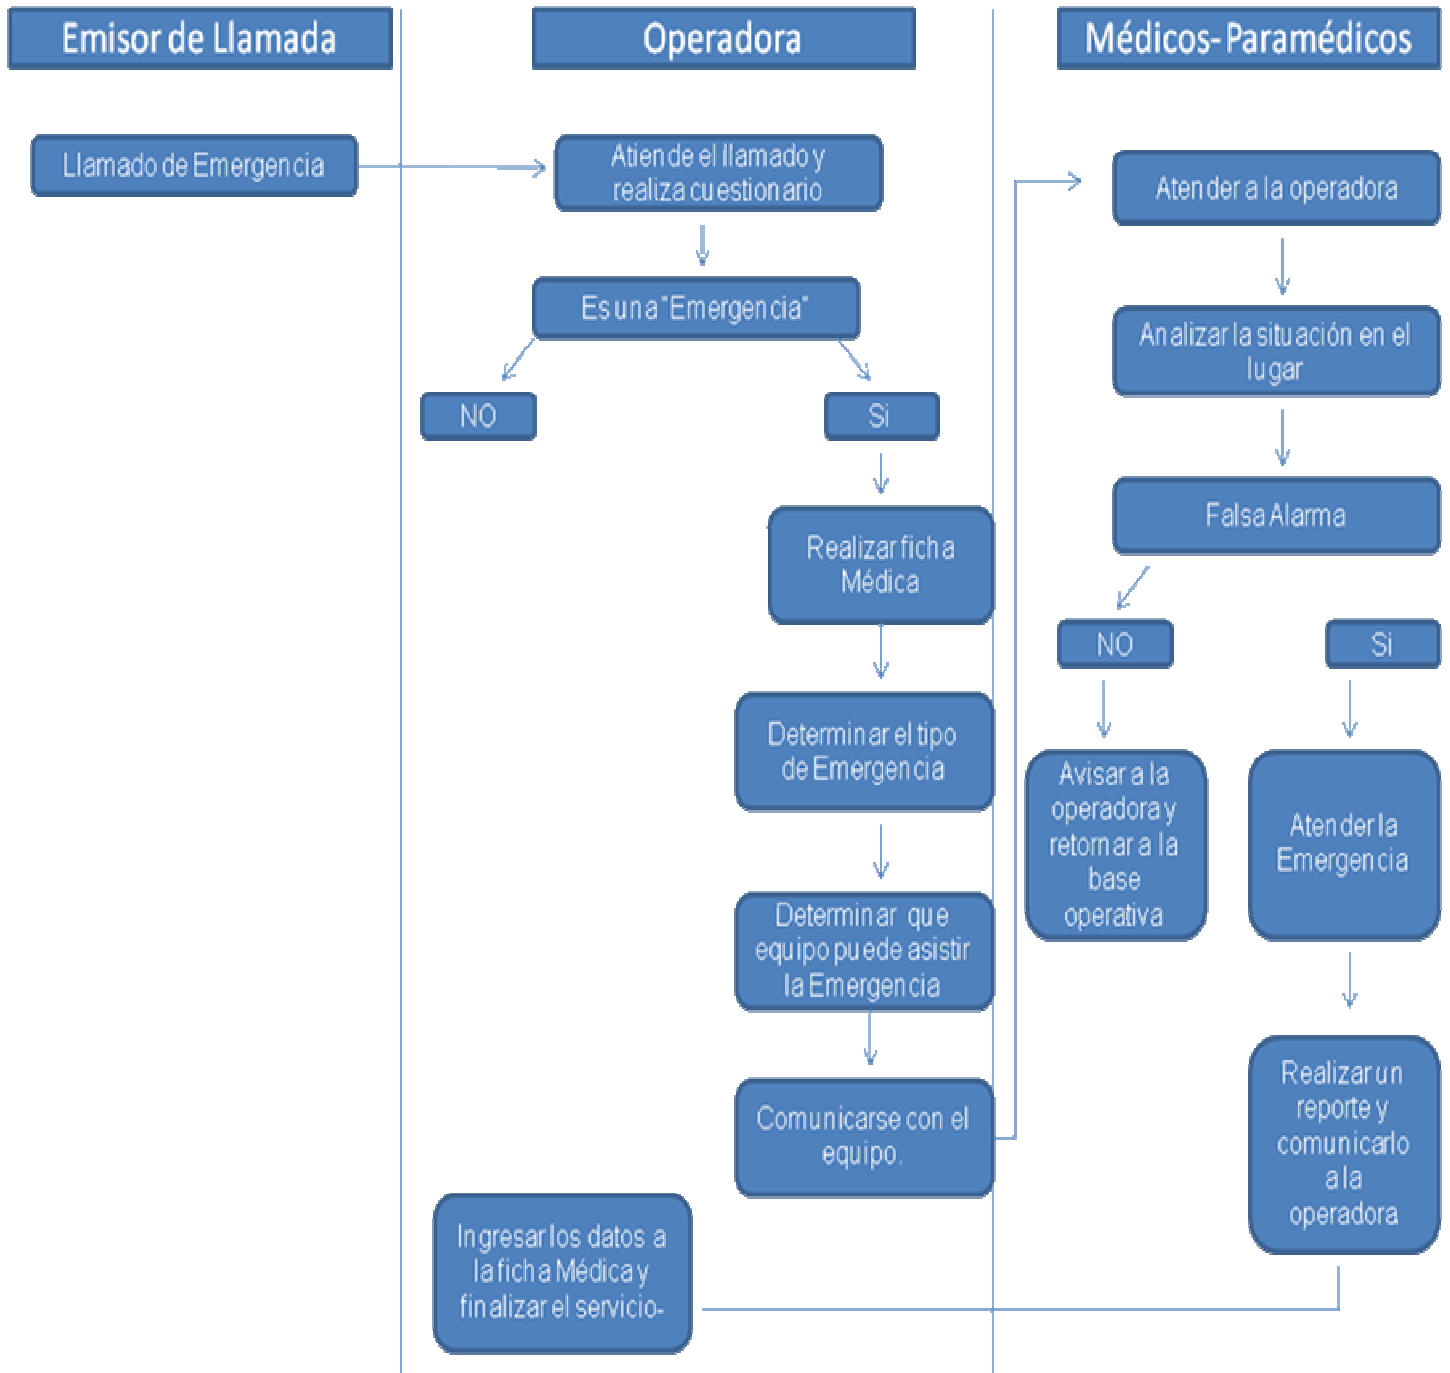 Emisor de Llamada
Operadora
Médicos-Paramédicos
Llamado de Emergencia
Atiende el llamado y
realiza cuestionario
Es una "Emergencia"
NO
Si
Realizar ficha
Médica
Determinar el tipo
de Emergencia
Determinar que
equipo puede asistir
la Emergencia
Comunicarse con el
equipo.
Ingresar los datos a
la ficha Médica y
finalizar el servicio-
Atender a la operadora
Analizar la situación en el
lugar
Falsa Alarma
NO
Si
Avisar a la
operadora y
retornar a la
base
operativa
Atender la
Emergencia
Realizar un
reporte y
comunicarlo
a la
operadora